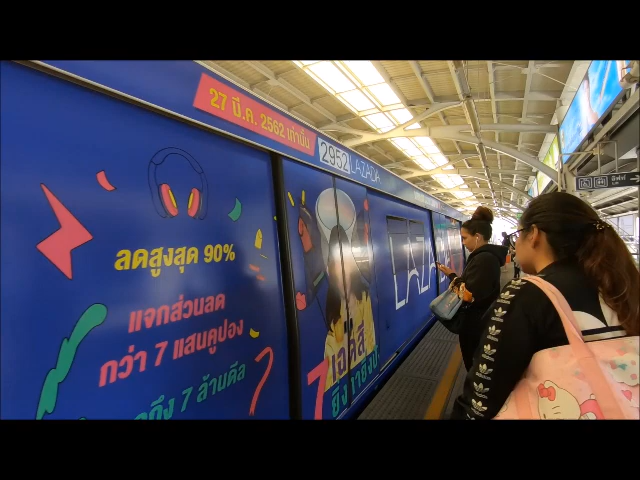 27 มี.ค. 2562 เท่านั้น
2952
LAZADA
ลดสูงสุด 90%
แจกส่วนลด
กว่า 7 แสนคูปอง
7 ล้านดีล
LAZA
7